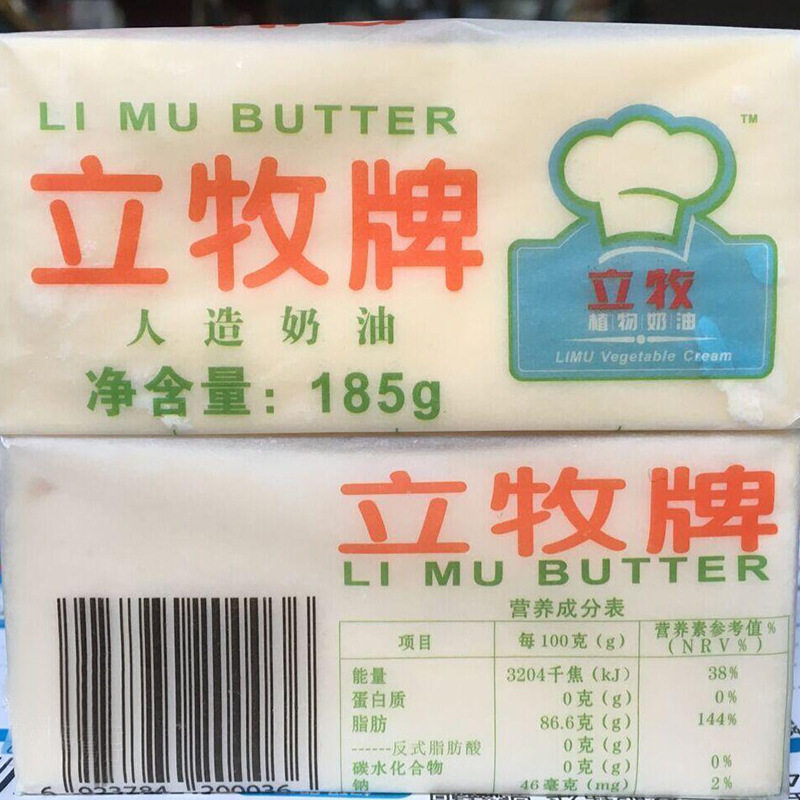 LI MU BUTTER
立牧牌
人造奶油
净含量：185g
TM
立牧
植物奶油
LIMU Vegetable Cream
立牧牌
LI MU BUTTER
营养成分表
项目 每100克（g） 营养素参考值%（NRV%）
能量 3204千焦（kJ） 38%
蛋白质 0克（g） 0%
脂肪 86.6克（g） 144%
------反式脂肪酸 0克（g）
碳水化合物 0克（g） 0%
钠 46毫克（mg） 2%